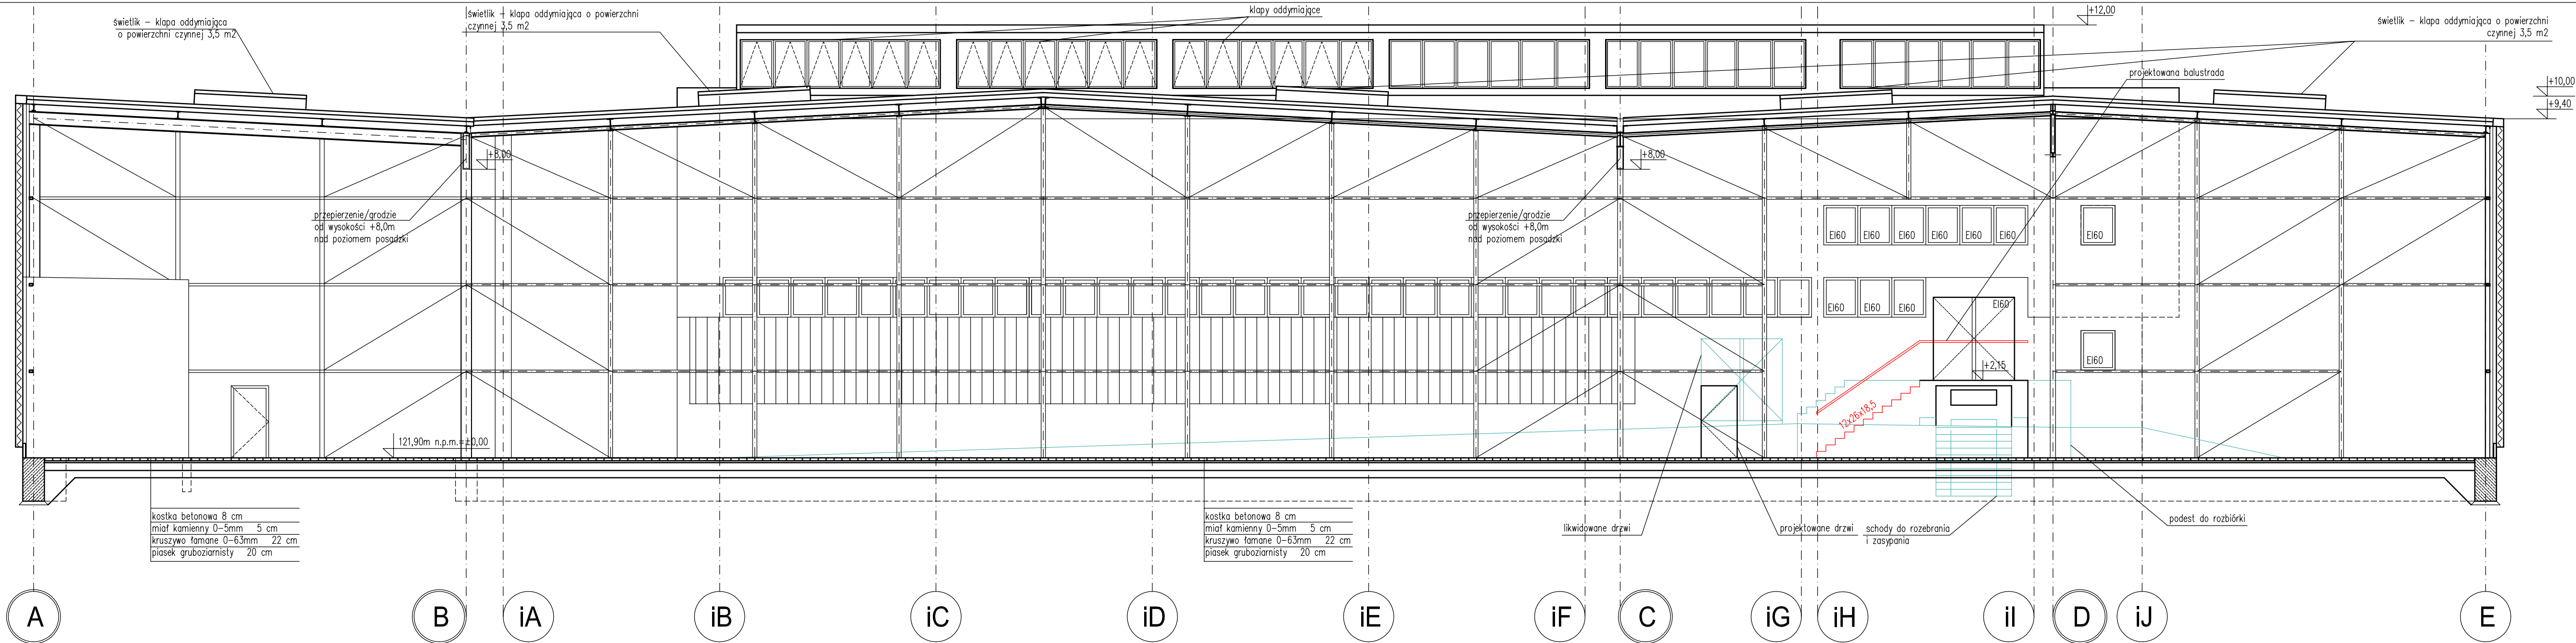 świetlik – klapa oddymiająca
o powierzchni czynnej 3,5 m2
świetlik – klapa oddymiająca o powierzchni
czynnej 3,5 m2
klapy oddymiające
+12,00
świetlik – klapa oddymiająca o powierzchni
czynnej 3,5 m2
projektowana balustrada
+10,00
+9,40
+8,00
+8,00
przepierzenie/grodzie
od wysokości +8,0m
nad poziomem posadzki
przepierzenie/grodzie
od wysokości +8,0m
nad poziomem posadzki
EI60 EI60 EI60 EI60 EI60 EI60
EI60
EI60 EI60 EI60
EI60
EI60
+2,15
12x26x18,5
121,90m n.p.m.=±0,00
kostka betonowa 8 cm
miał kamienny 0–5mm 5 cm
kruszywo łamane 0–63mm 22 cm
piasek gruboziarnisty 20 cm
kostka betonowa 8 cm
miał kamienny 0–5mm 5 cm
kruszywo łamane 0–63mm 22 cm
piasek gruboziarnisty 20 cm
likwidowane drzwi
projektowane drzwi
schody do rozebrania
i zasypania
podest do rozbiórki
A B iA iB iC iD iE iF C iG iH iI D iJ E